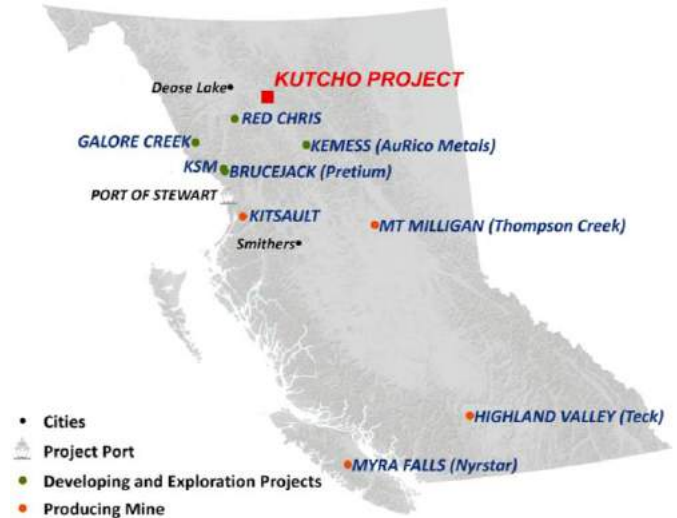 Dease Lake
KUTCHO PROJECT
RED CHRIS
GALORE CREEK
KEMESS (AuRico Metals)
KSM
BRUCEJACK (Pretium)
PORT OF STEWART
KITSAULT
MT MILLIGAN (Thompson Creek)
Smithers
HIGHLAND VALLEY (Teck)
MYRA FALLS (Nyrstar)
Cities
Project Port
Developing and Exploration Projects
Producing Mine